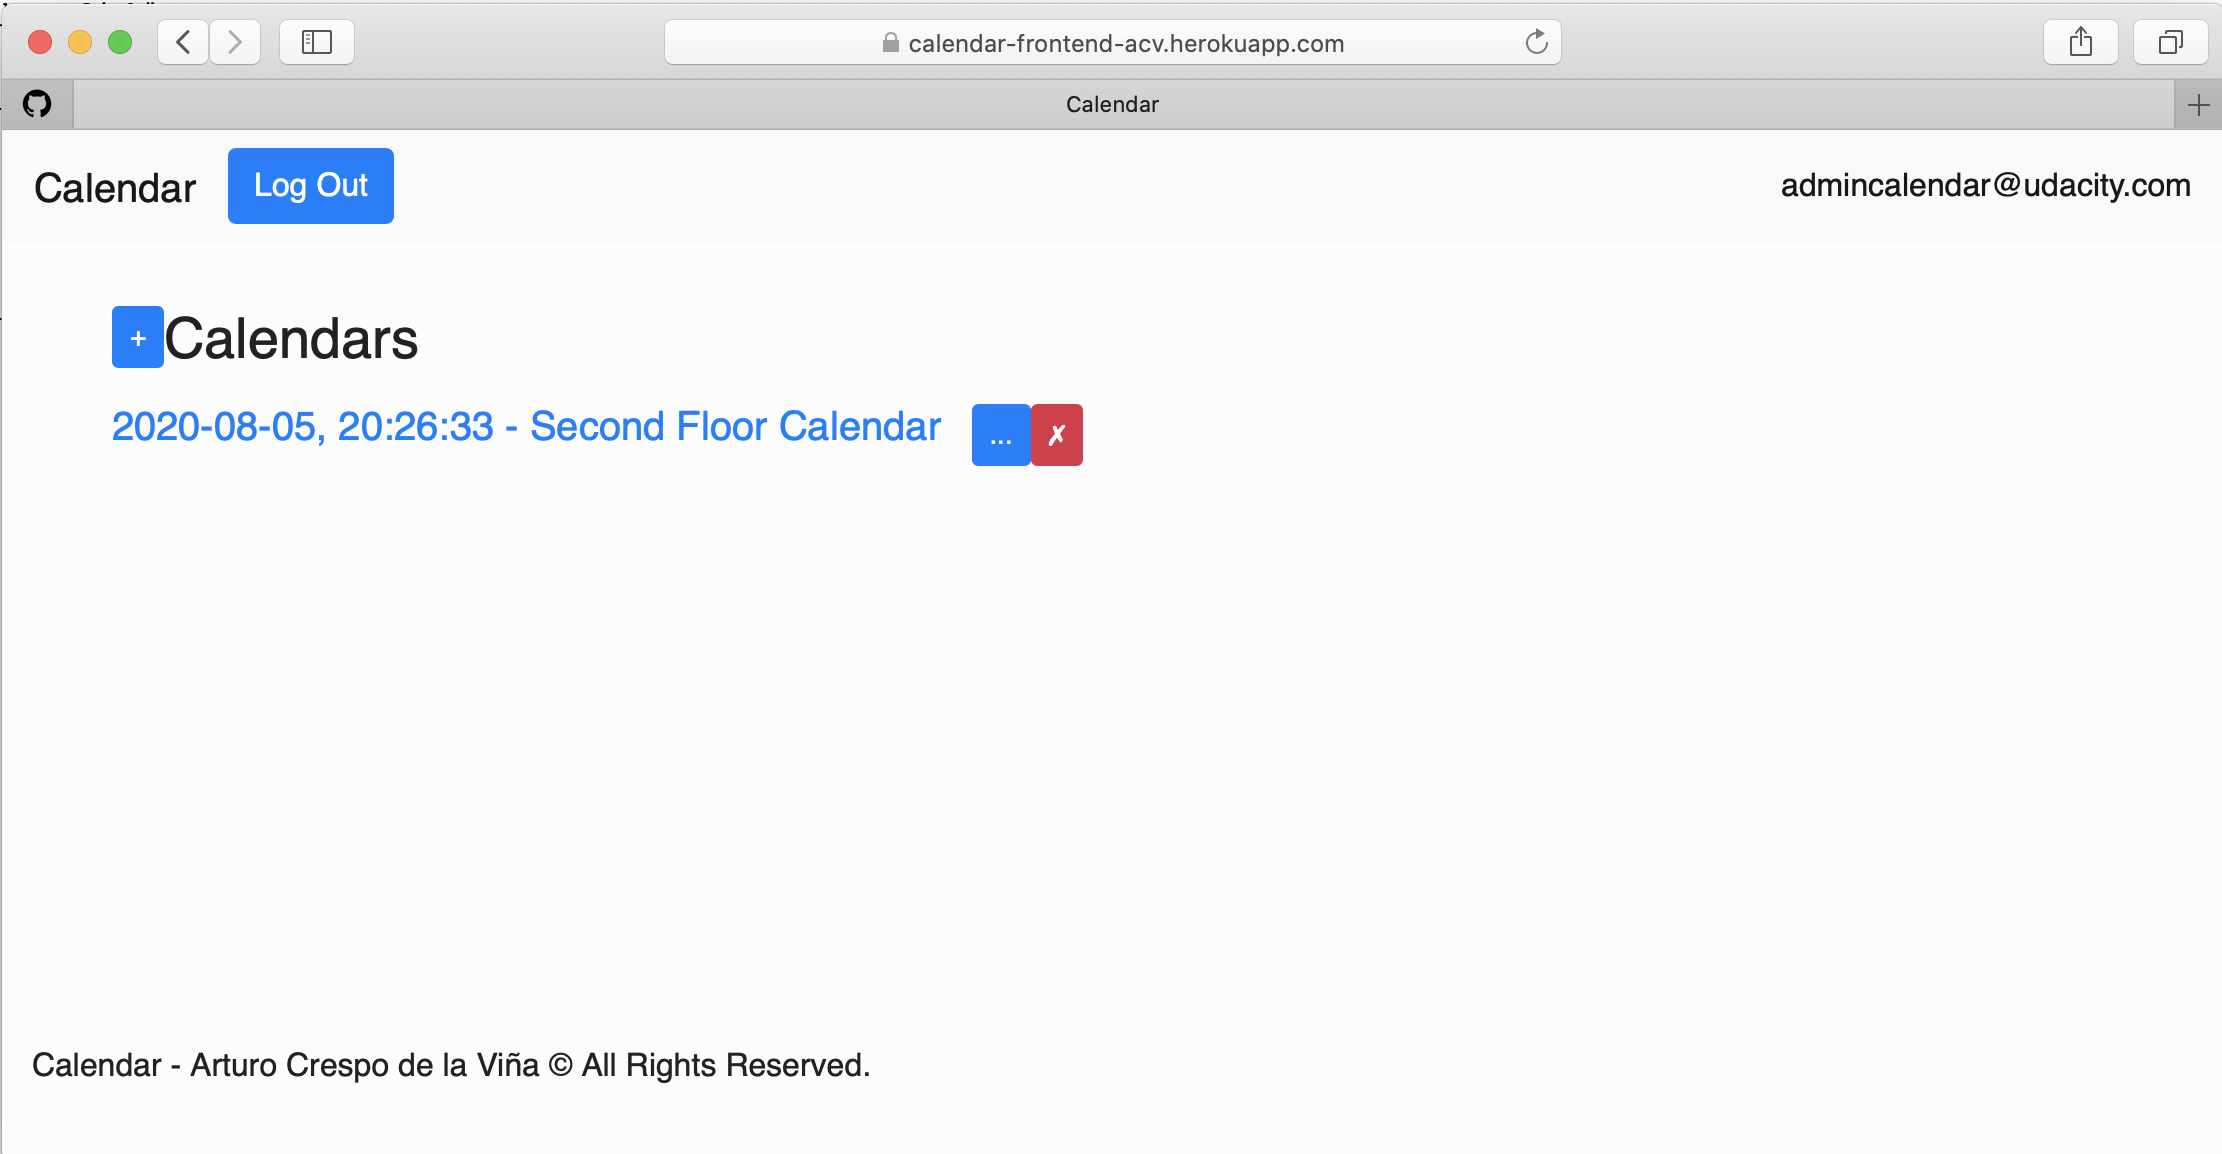 calendar-frontend-acv.herokuapp.com
Calendar
Calendar Log Out admincalendar@udacity.com
+ Calendars
2020-08-05, 20:26:33 - Second Floor Calendar ... ✗
Calendar - Arturo Crespo de la Viña © All Rights Reserved.